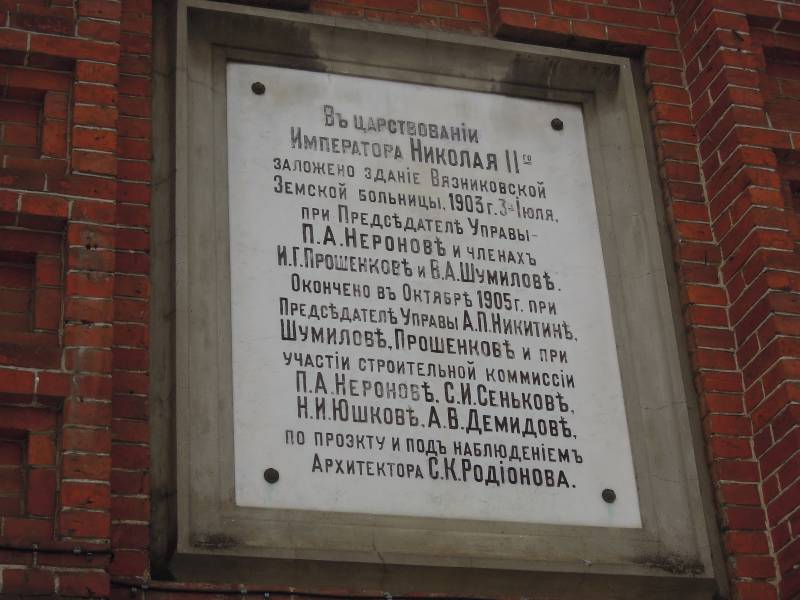 Въ царствованіи
Императора Николая II го
заложено зданіе Вязниковской
Земской больницы. 1903 г. 3-го Іюля,
при Предсѣдателѣ Управы-
П.А.Нероновѣ и членахъ
И.Г.Прошенковѣ и В.А.Шумиловѣ.
Окончено въ Октябрѣ 1905 г. при
Предсѣдателѣ Управы А.П.Никитинѣ,
Шумиловѣ, Прошенковѣ и при
участіи строительной коммиссіи
П.А.Нероновѣ, С.И.Сеньковѣ,
Н.И.Юшковѣ, А.В.Демидовѣ,
по проэкту и подъ наблюденіемъ
Архитектора С.К.Родіонова.